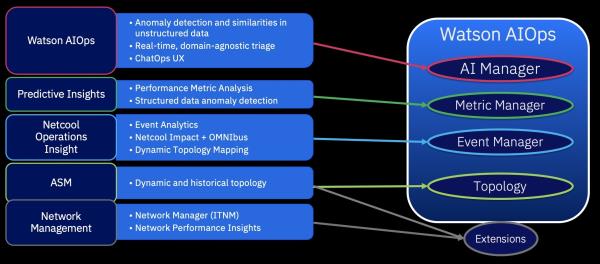 Watson AIOps
• Anomaly detection and similarities in
unstructured data
• Real-time, domain-agnostic triage
• ChatOps UX
Predictive Insights
• Performance Metric Analysis
• Structured data anomaly detection
Netcool
Operations
Insight
• Event Analytics
• Netcool Impact + OMNIbus
• Dynamic Topology Mapping
ASM
• Dynamic and historical topology
Network
Management
• Network Manager (ITNM)
• Network Performance Insights
Watson AIOps
AI Manager
Metric Manager
Event Manager
Topology
Extensions